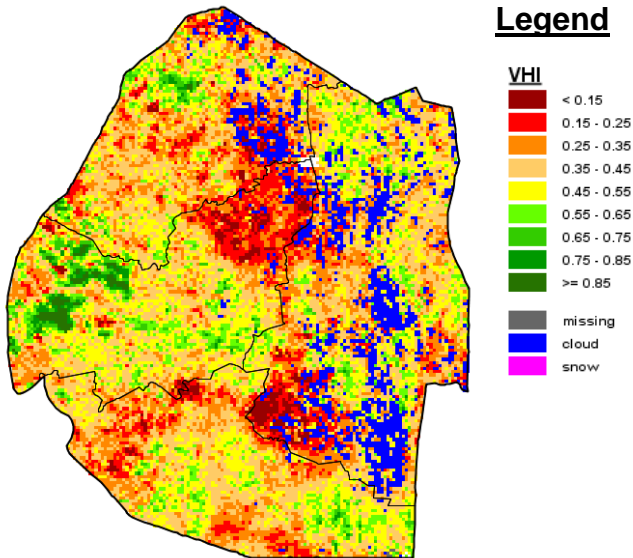 Legend
VHI
< 0.15
0.15 - 0.25
0.25 - 0.35
0.35 - 0.45
0.45 - 0.55
0.55 - 0.65
0.65 - 0.75
0.75 - 0.85
>= 0.85
missing
cloud
snow